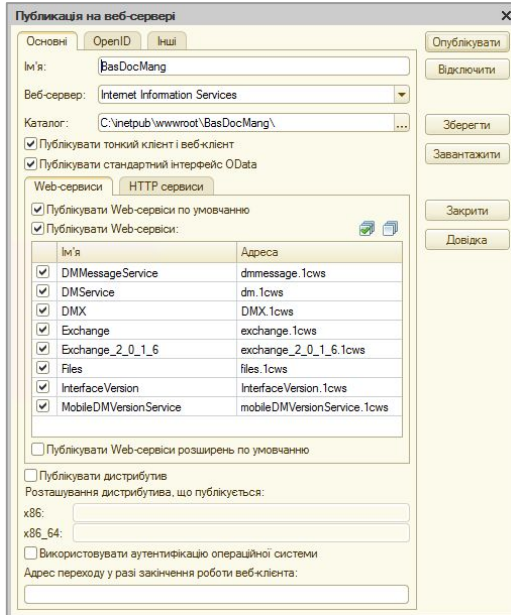 Публикація на веб-сервері
Основні OpenID Інші
Опублікувати
Ім'я: BasDocMang
Відключити
Веб-сервер: Internet Information Services
Каталог: C:\inetpub\wwwroot\BasDocMang\ ...
Зберегти
Публікувати тонкий клієнт і веб-клієнт
Завантажити
Публікувати стандартний інтерфейс OData
Web-сервиси HTTP сервиси
Публікувати Web-сервіси по умовчанню
Закрити
Публікувати Web-сервіси:
Довідка
Ім'я Адреса
DMMessageService dmmessage.1cws
DMService dm.1cws
DMX DMX.1cws
Exchange exchange.1cws
Exchange_2_0_1_6 exchange_2_0_1_6.1cws
Files files.1cws
InterfaceVersion InterfaceVersion.1cws
MobileDMVersionService mobileDMVersionService.1cws
Публікувати Web-сервіси розширень по умовчанню
Публікувати дистрибутив
Розташування дистрибутива, що публікується:
x86:
x86_64:
Використовувати аутентифікацію операційної системи
Адрес переходу у разі закінчення роботи веб-клієнта: